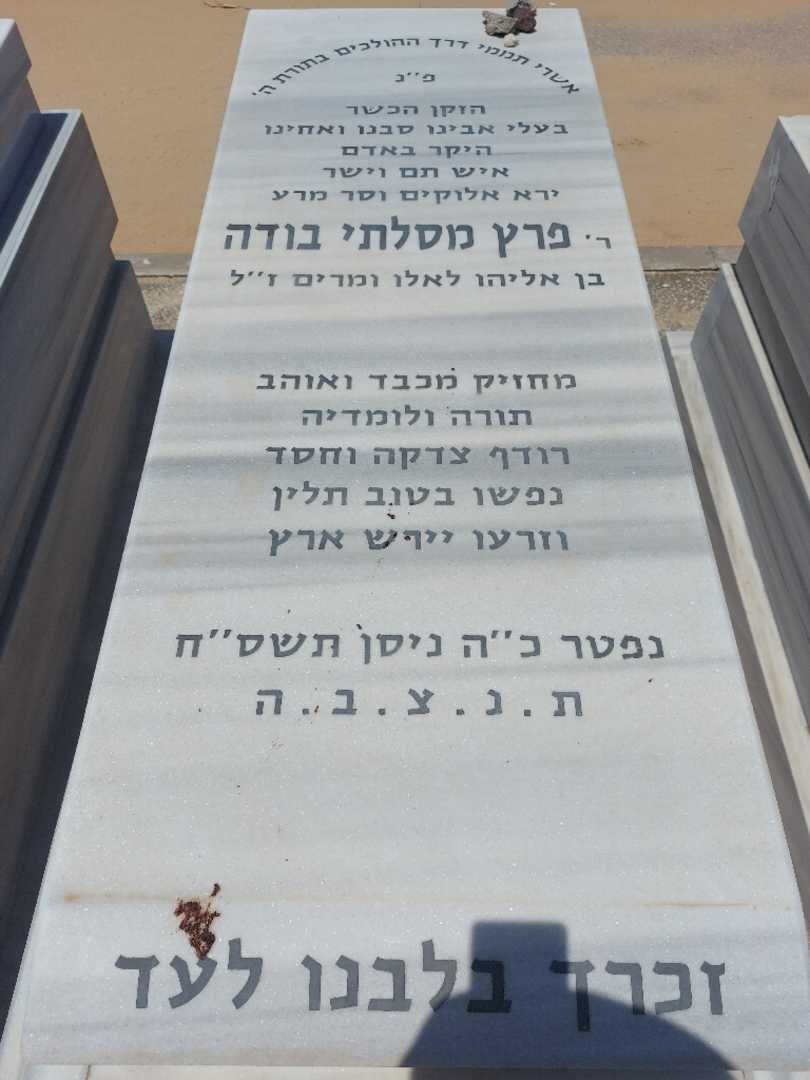 אשרי תממי דרך ההולכים בתורת ה'
פ''נ
הזקן הכשר
בעלי אבינו סבנו ואחינו
היקר באדם
איש תם וישר
ירא אלוקים וסר מרע
ר' פרץ מסלתי בודה
בן אליהו לאלו ומרים ז''ל
מחזיק מכבד ואוהב
תורה ולומדיה
רודף צדקה וחסד
נפשו בטוב תלין
וזרעו יירש ארץ
נפטר כ''ה ניסן תשס''ח
ת.נ.צ.ב.ה
זכרך בלבנו לעד